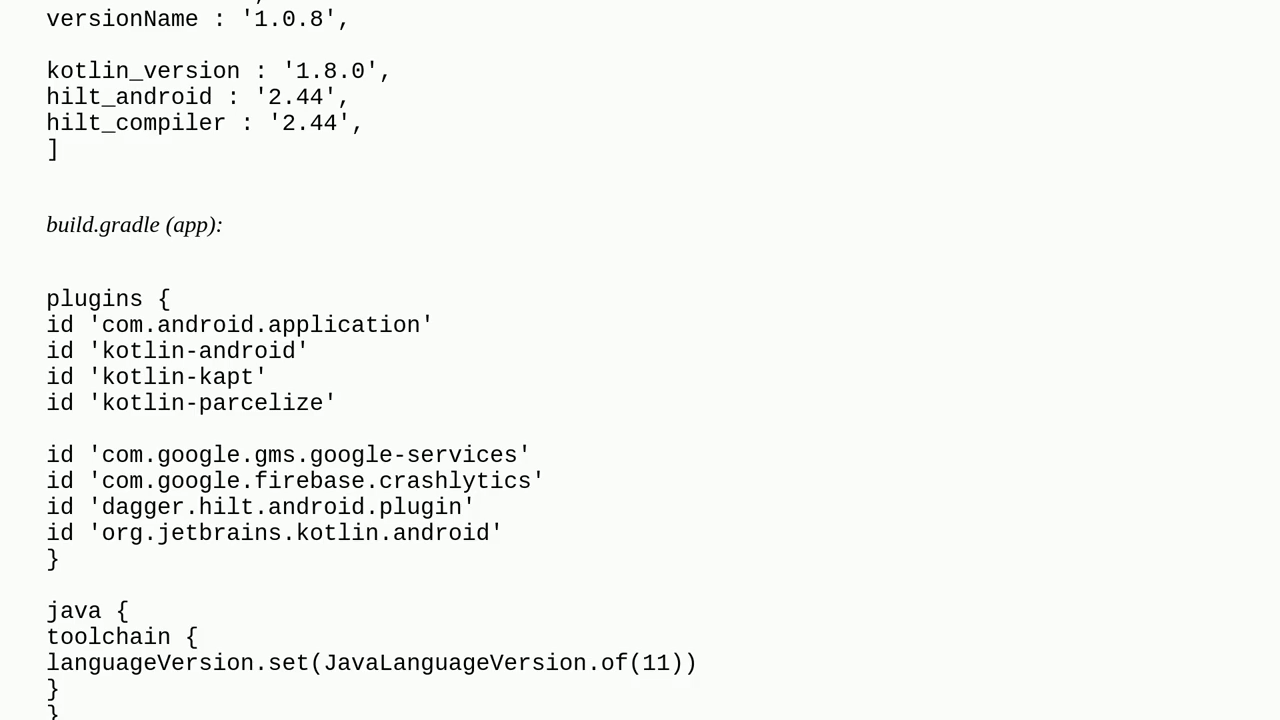 versionName : '1.0.8',
kotlin_version : '1.8.0',
hilt_android : '2.44',
hilt_compiler : '2.44',
]
build.gradle (app):
plugins {
id 'com.android.application'
id 'kotlin-android'
id 'kotlin-kapt'
id 'kotlin-parcelize'
id 'com.google.gms.google-services'
id 'com.google.firebase.crashlytics'
id 'dagger.hilt.android.plugin'
id 'org.jetbrains.kotlin.android'
}
java {
toolchain {
languageVersion.set(JavaLanguageVersion.of(11))
}
}